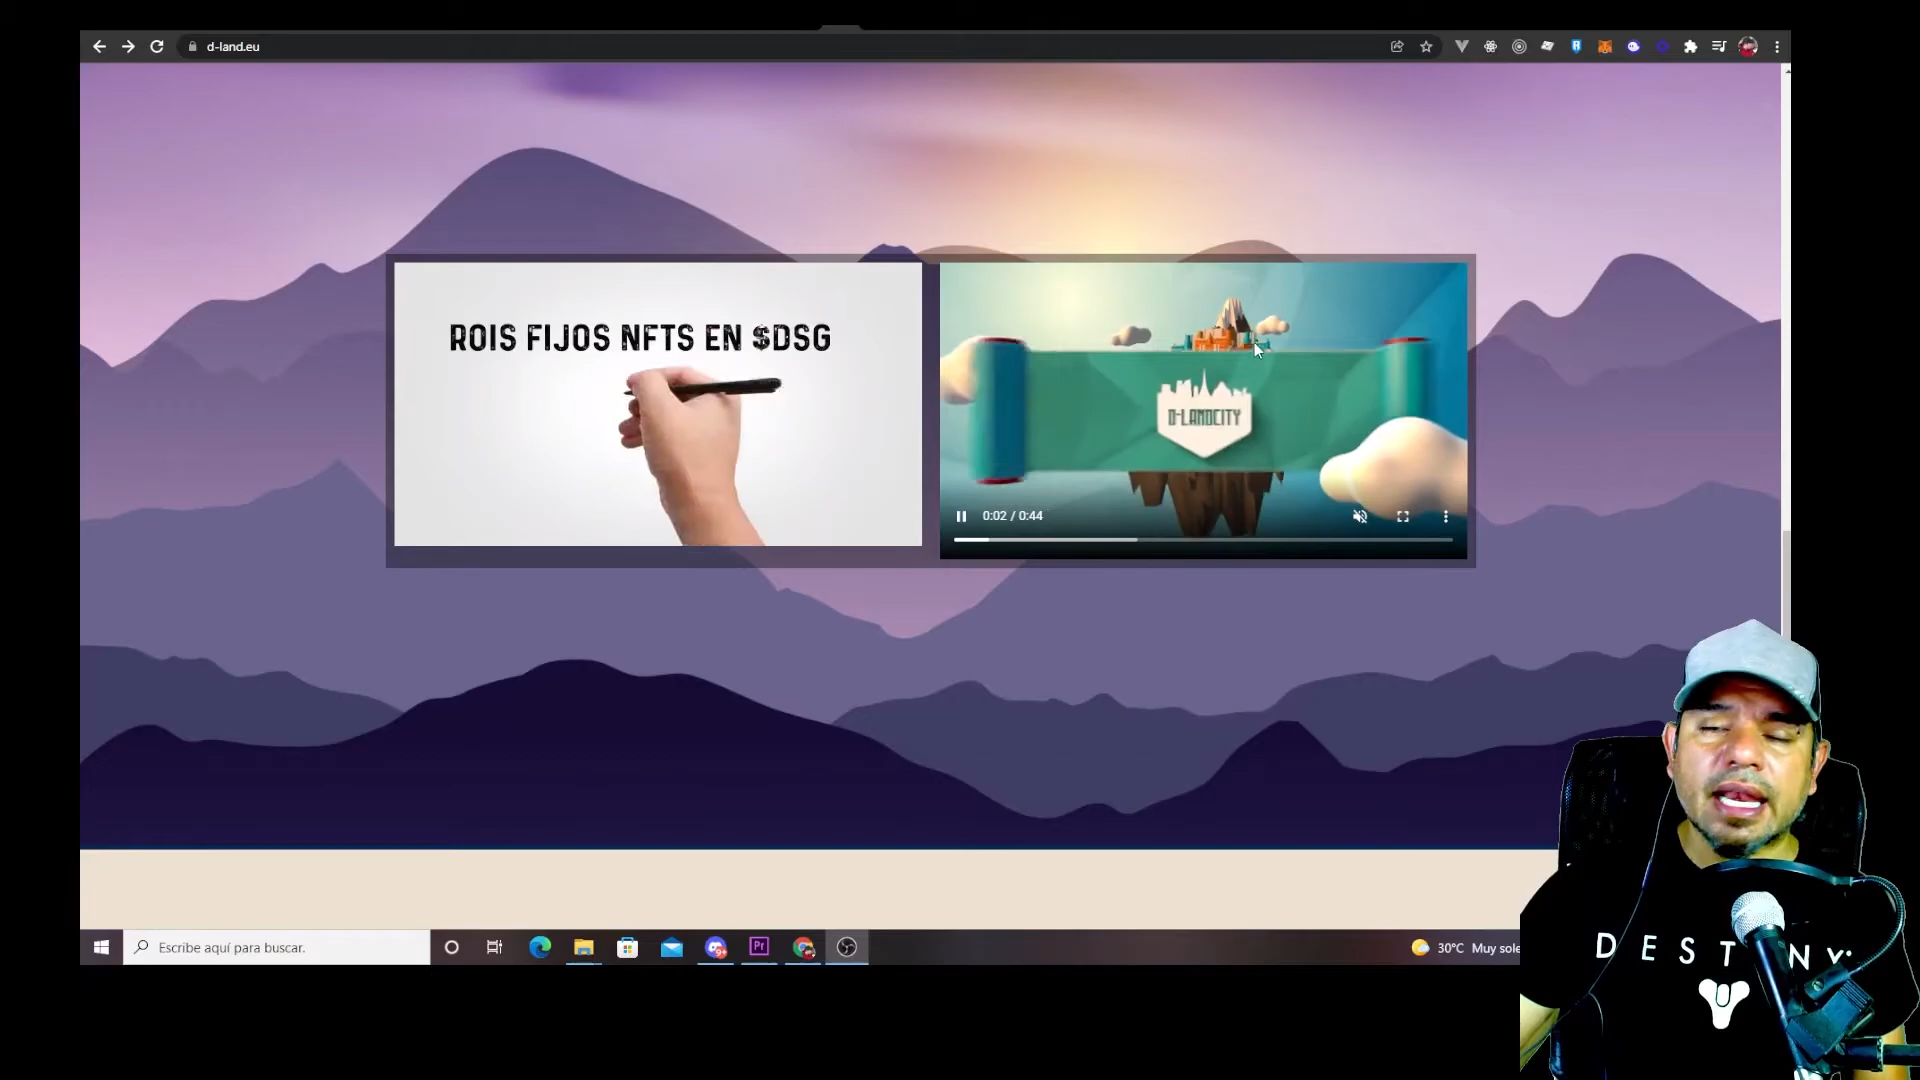 d-land.eu
ROIS FIJOS NFTS EN $DSG
D-LANDCITY
0:02 / 0:44
Escribe aquí para buscar.
Pr
30°C Muy sole
DESTINY